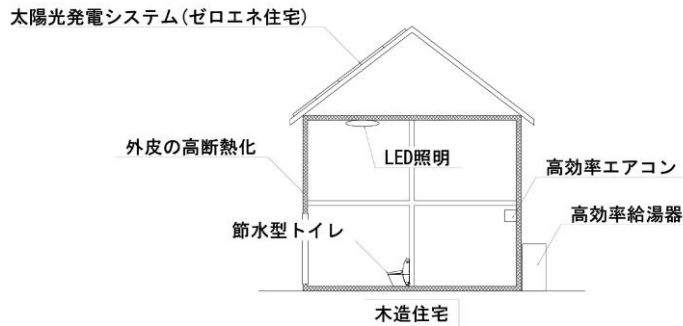 太陽光発電システム(ゼロエネ住宅)
外皮の高断熱化
LED照明
高効率エアコン
高効率給湯器
節水型トイレ
木造住宅